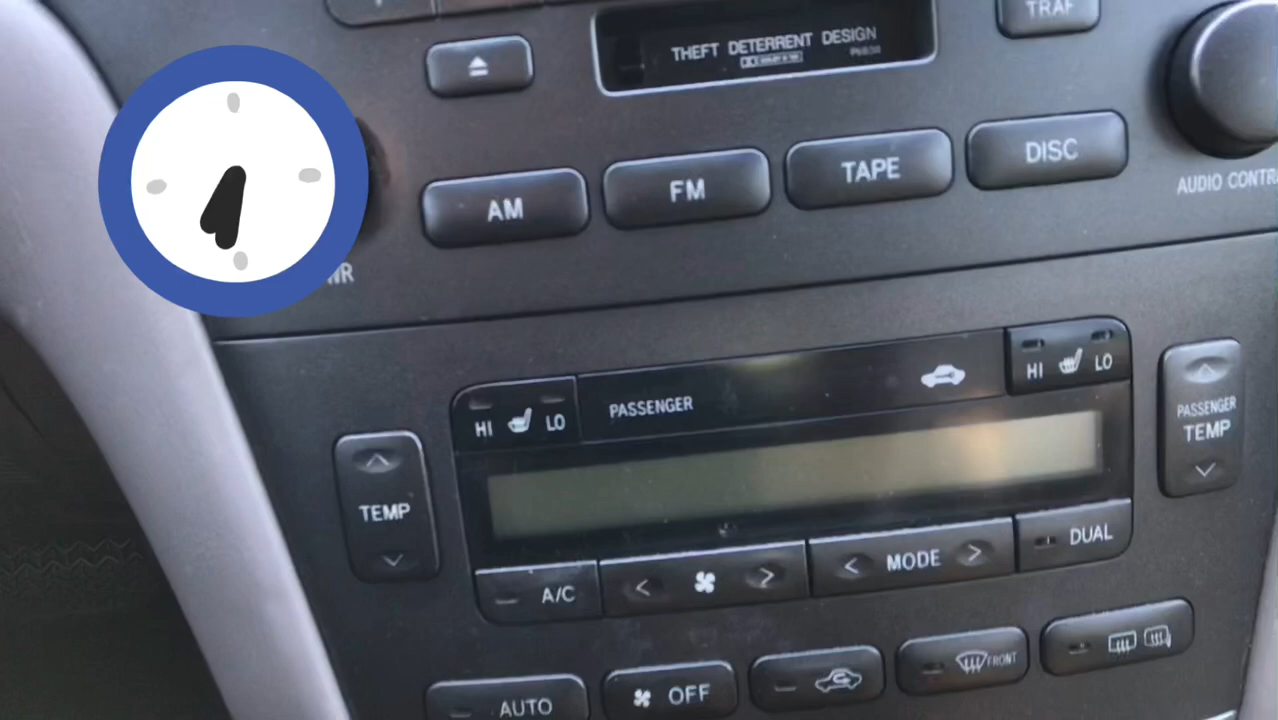 TRAF
THEFT DETERRENT DESIGN
AM
FM
TAPE
DISC
AUDIO CONTR
HI
LO
PASSENGER
HI
LO
TEMP
PASSENGER
TEMP
A/C
MODE
DUAL
AUTO
OFF
FRONT